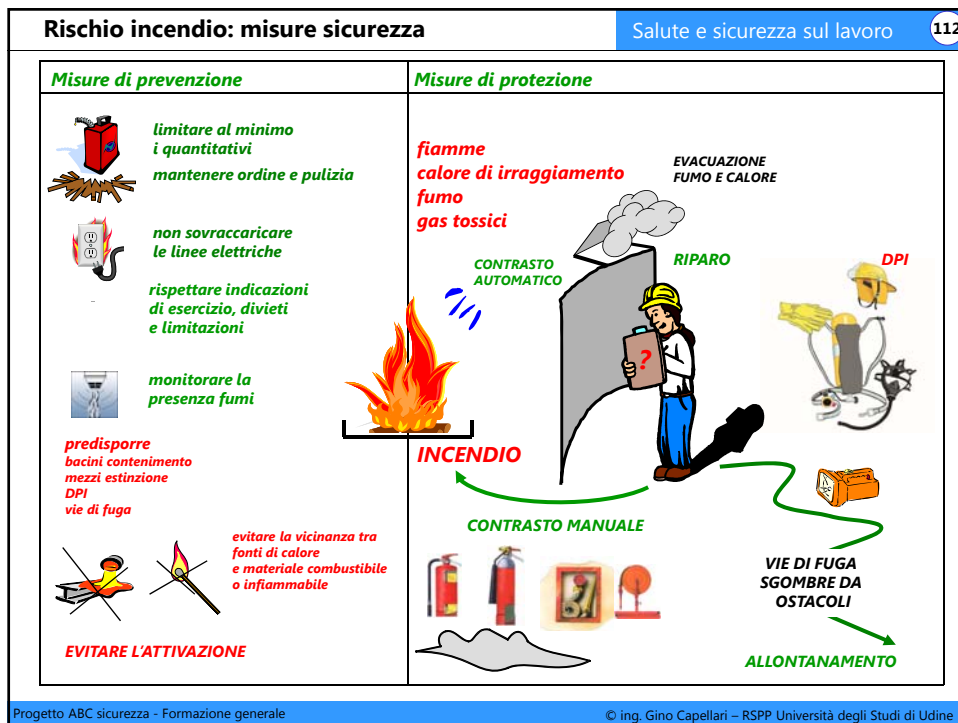 Rischio incendio: misure sicurezza
Salute e sicurezza sul lavoro
112
Misure di prevenzione
limitare al minimo
i quantitativi
mantenere ordine e pulizia
non sovraccaricare
le linee elettriche
rispettare indicazioni
di esercizio, divieti
e limitazioni
monitorare la
presenza fumi
predisporre
bacini contenimento
mezzi estinzione
DPI
vie di fuga
evitare la vicinanza tra
fonti di calore
e materiale combustibile
o infiammabile
EVITARE L'ATTIVAZIONE
Misure di protezione
fiamme
calore di irraggiamento
fumo
gas tossici
EVACUAZIONE
FUMO E CALORE
CONTRASTO
AUTOMATICO
RIPARO
DPI
?
INCENDIO
CONTRASTO MANUALE
VIE DI FUGA
SGOMBRE DA
OSTACOLI
ALLONTANAMENTO
Progetto ABC sicurezza - Formazione generale
© ing. Gino Capellari – RSPP Università degli Studi di Udine